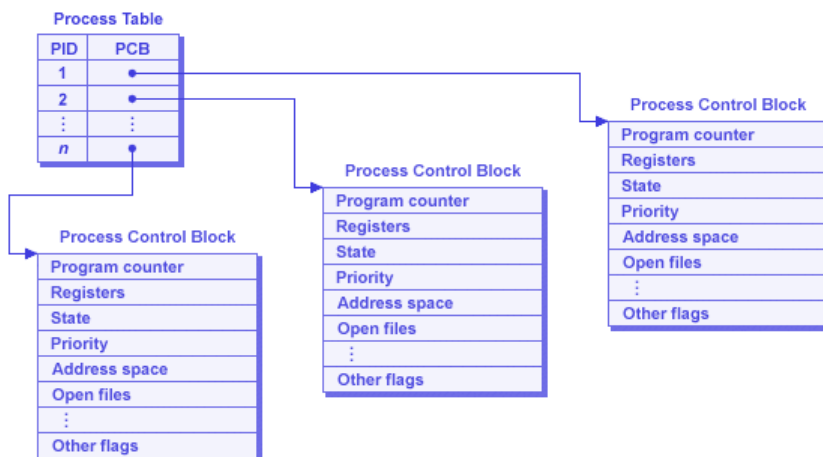 Process Table
PID PCB
1
2
⋮ ⋮
n
Process Control Block
Program counter
Registers
State
Priority
Address space
Open files
⋮
Other flags
Process Control Block
Program counter
Registers
State
Priority
Address space
Open files
⋮
Other flags
Process Control Block
Program counter
Registers
State
Priority
Address space
Open files
⋮
Other flags